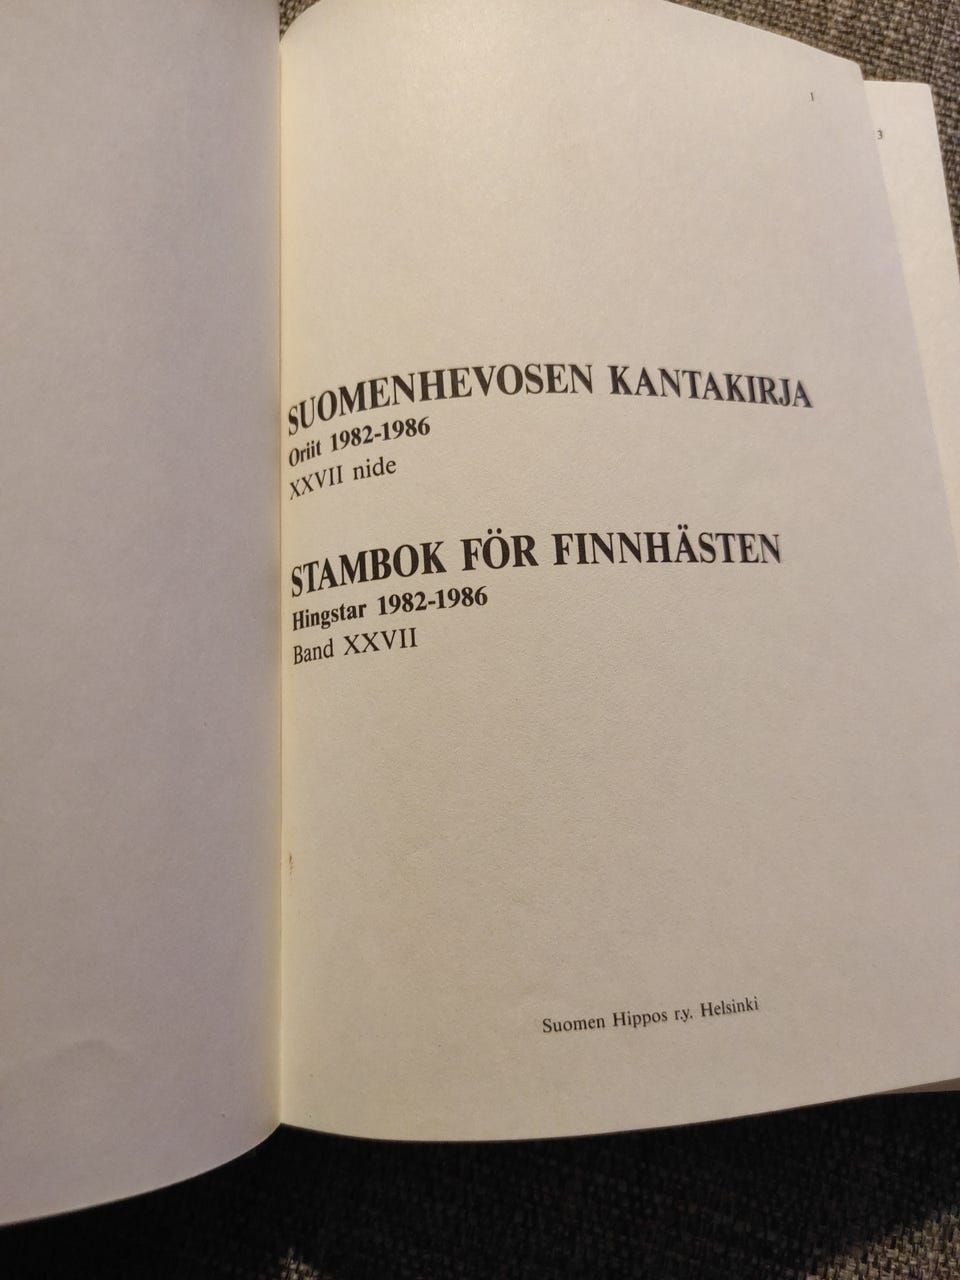 1
3
SUOMENHEVOSEN KANTAKIRJA
Oriit 1982-1986
XXVII nide
STAMBOK FÖR FINNHÄSTEN
Hingstar 1982-1986
Band XXVII
Suomen Hippos r.y. Helsinki